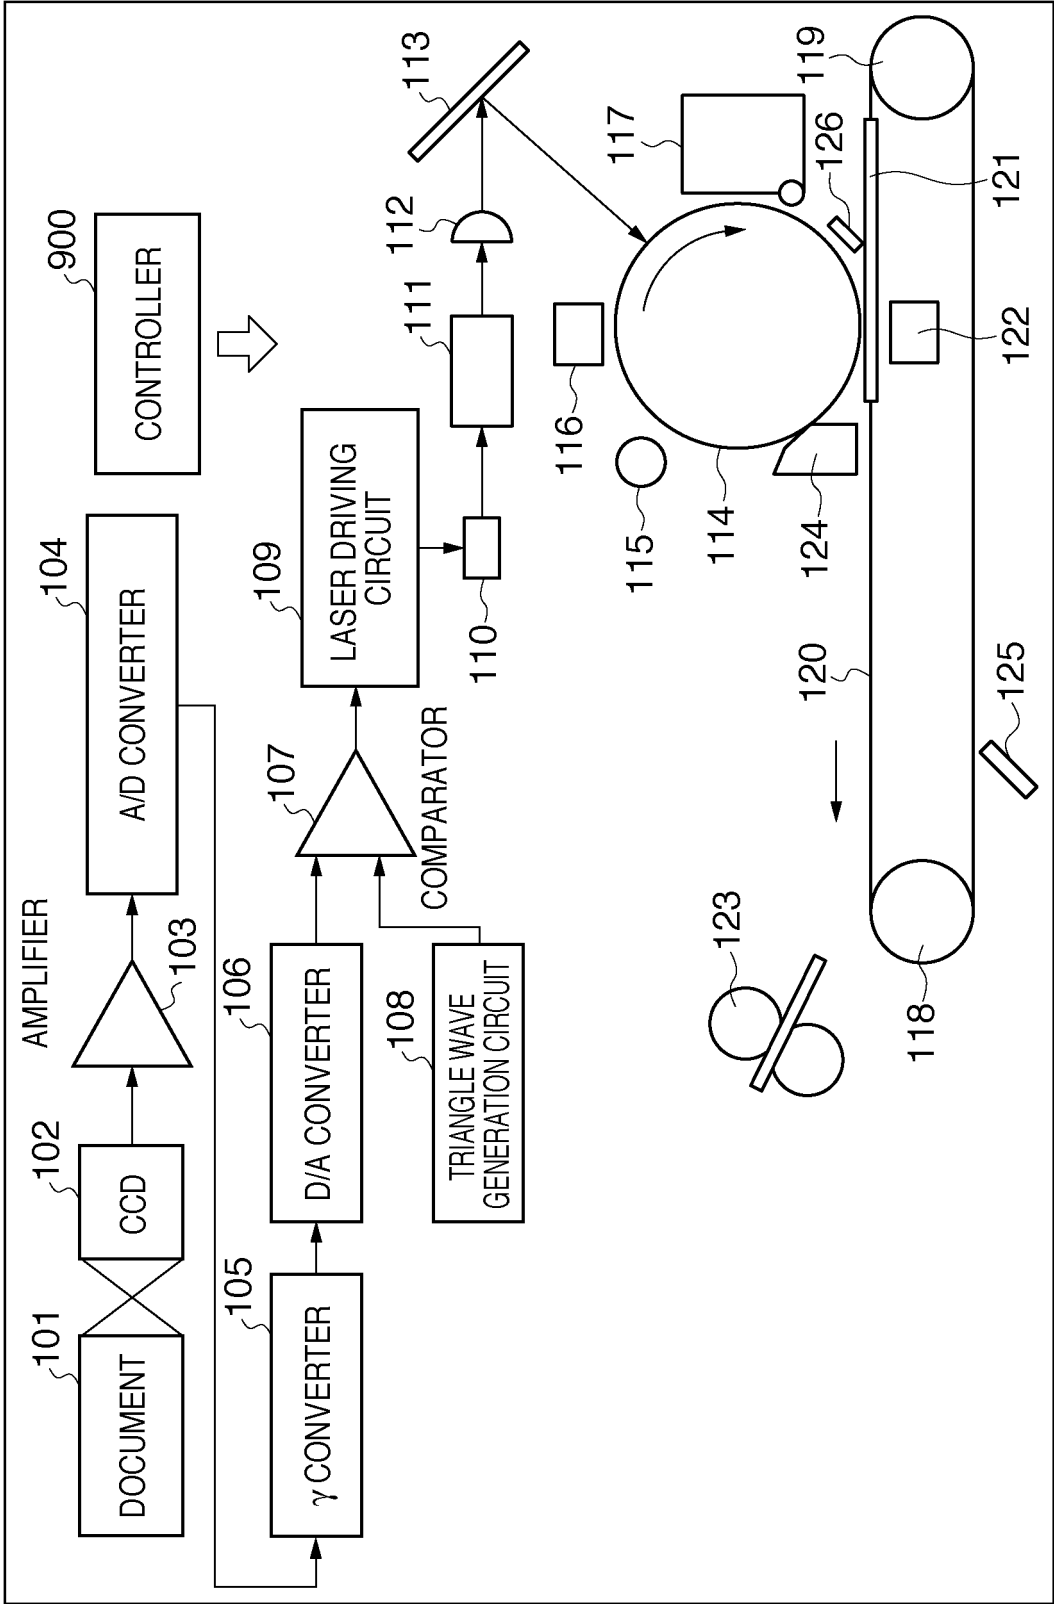 101
DOCUMENT
102
CCD
AMPLIFIER
103
104
A/D CONVERTER
900
CONTROLLER
105
γ CONVERTER
106
D/A CONVERTER
107
COMPARATOR
108
TRIANGLE WAVE
GENERATION CIRCUIT
109
LASER DRIVING
CIRCUIT
110
111
112
113
115
116
117
114
124
126
123
120
121
119
118
125
122